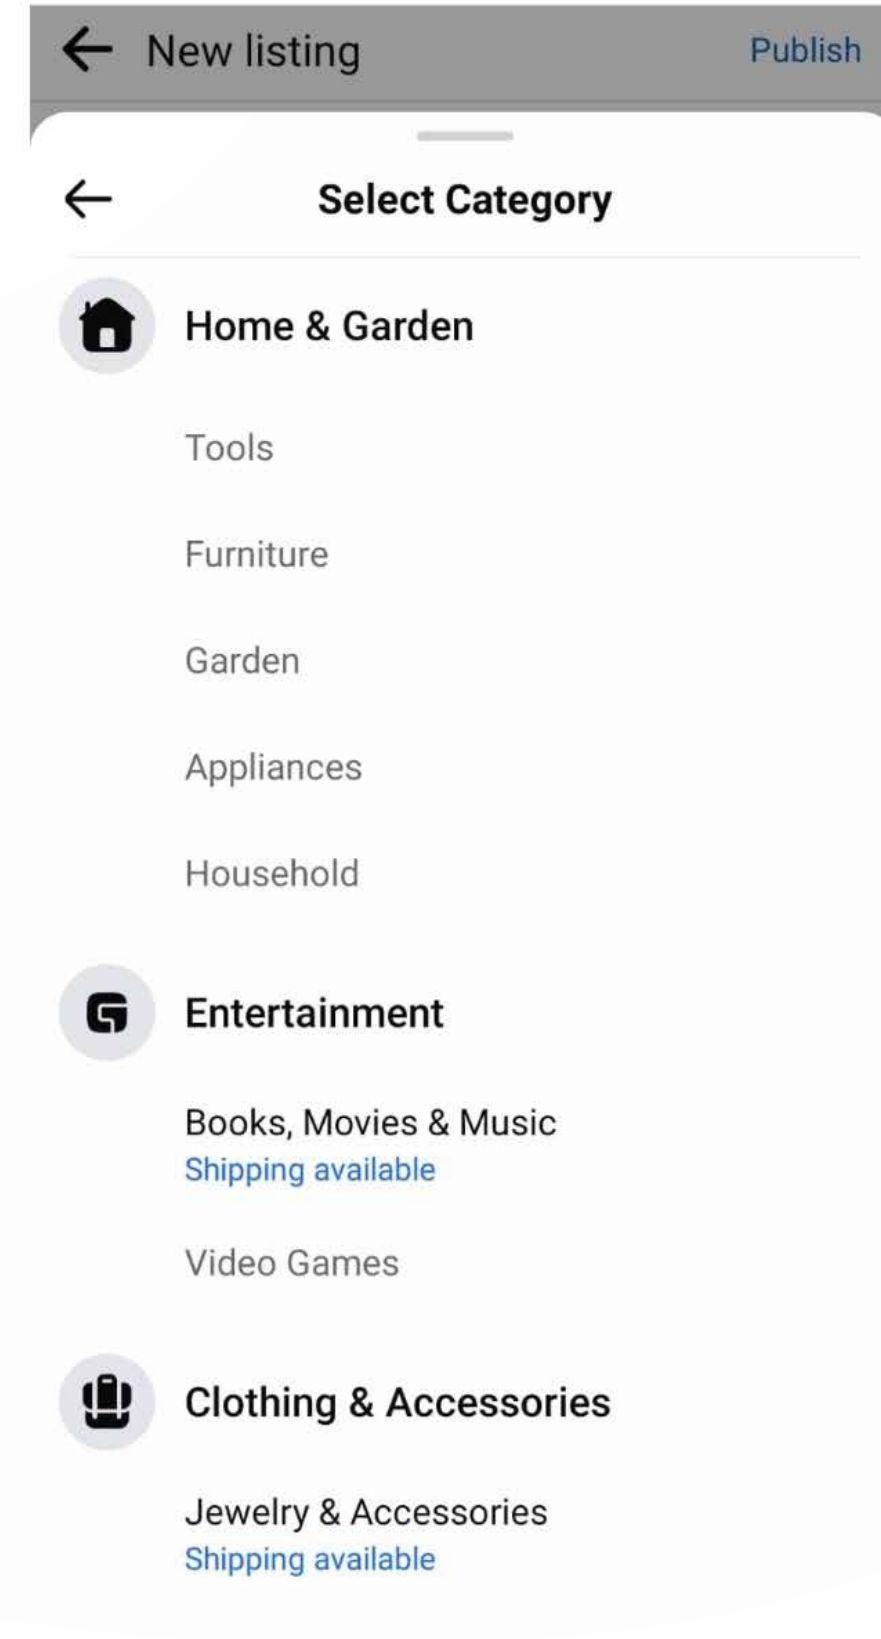 New listing
Publish
Select Category
Home & Garden
Tools
Furniture
Garden
Appliances
Household
Entertainment
Books, Movies & Music
Shipping available
Video Games
Clothing & Accessories
Jewelry & Accessories
Shipping available